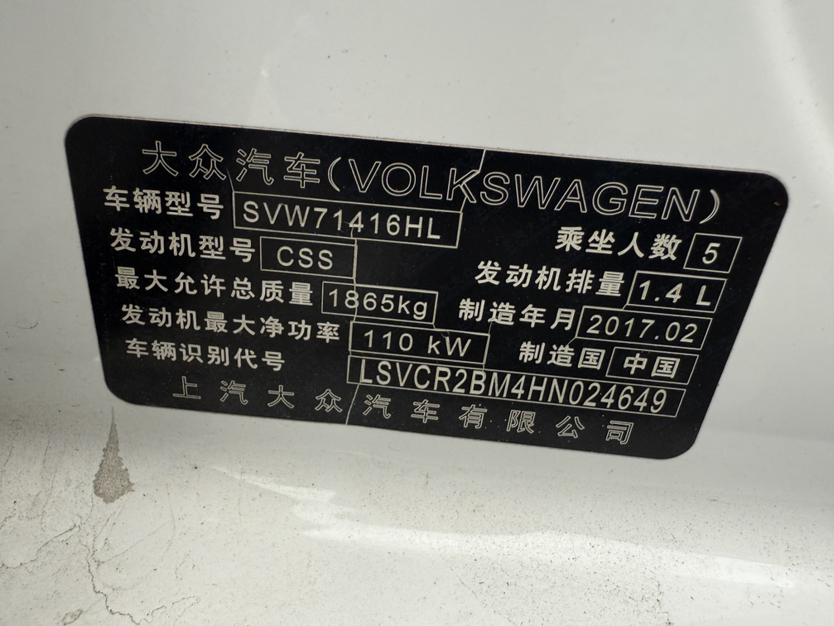 大众汽车(VOLKSWAGEN)
车辆型号 SVW71416HL 乘坐人数 5
发动机型号 CSS 发动机排量 1.4 L
最大允许总质量 1865kg 制造年月 2017.02
发动机最大净功率 110 kW 制造国 中国
车辆识别代号 LSVCR2BM4HN024649
上汽大众汽车有限公司